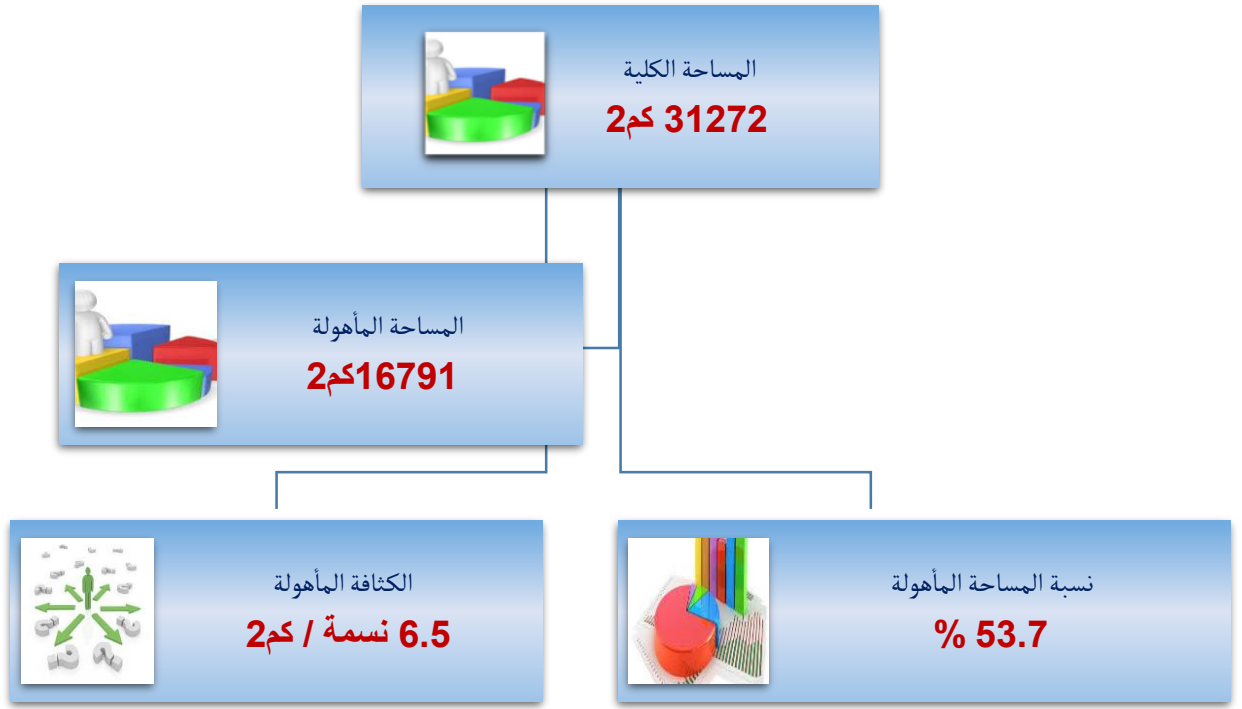 المساحة الكلية
31272 كم2
المساحة المأهولة
16791كم2
نسبة المساحة المأهولة
53.7 %
الكثافة المأهولة
6.5 نسمة / كم2